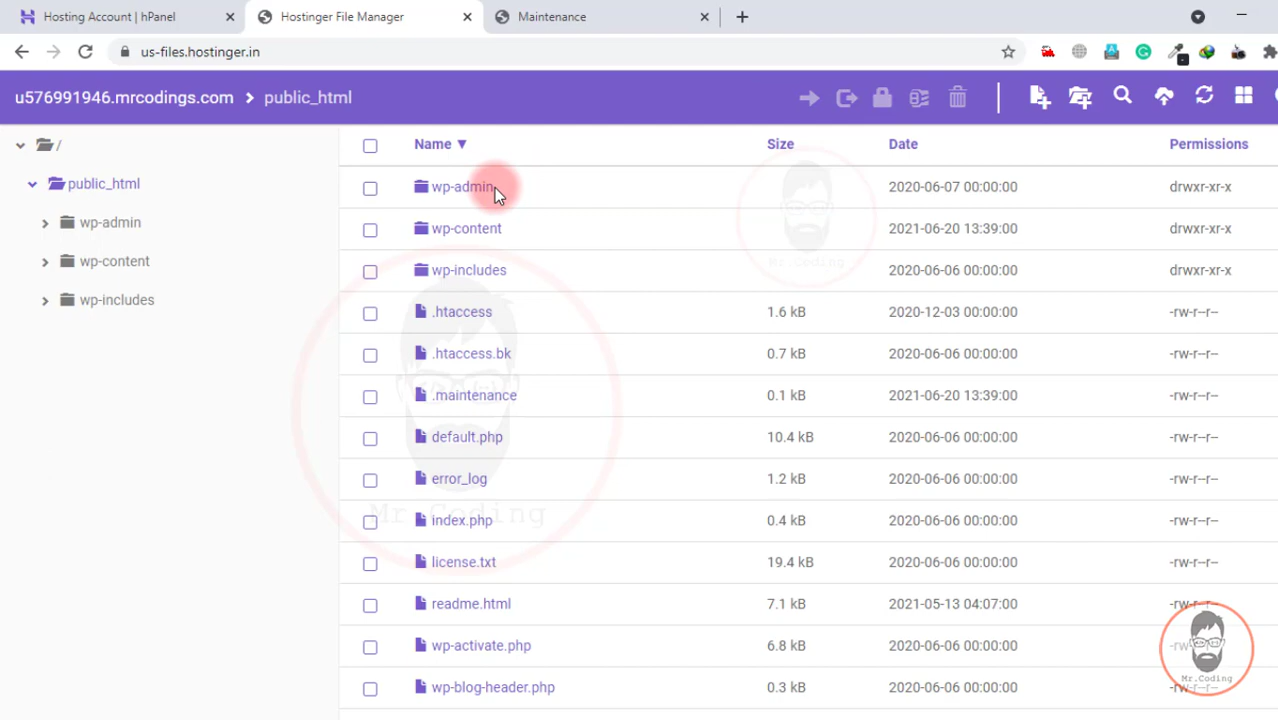 Hosting Account | hPanel
Hostinger File Manager
Maintenance
us-files.hostinger.in
u576991946.mrcodings.com
public_html
/
public_html
wp-admin
wp-content
wp-includes
Name ▼ Size Date Permissions
wp-admin 2020-06-07 00:00:00 drwxr-xr-x
wp-content 2021-06-20 13:39:00 drwxr-xr-x
wp-includes 2020-06-06 00:00:00 drwxr-xr-x
.htaccess 1.6 kB 2020-12-03 00:00:00 -rw-r--r--
.htaccess.bk 0.7 kB 2020-06-06 00:00:00 -rw-r--r--
.maintenance 0.1 kB 2021-06-20 13:39:00 -rw-r--r--
default.php 10.4 kB 2020-06-06 00:00:00 -rw-r--r--
error_log 1.2 kB 2020-06-06 00:00:00 -rw-r--r--
index.php 0.4 kB 2020-06-06 00:00:00 -rw-r--r--
license.txt 19.4 kB 2020-06-06 00:00:00 -rw-r--r--
readme.html 7.1 kB 2021-05-13 04:07:00 -rw-r--r--
wp-activate.php 6.8 kB 2020-06-06 00:00:00 -rw-r--r--
wp-blog-header.php 0.3 kB 2020-06-06 00:00:00 -rw-r--r--
Mr.Coding
Mr.Coding
Mr.Coding